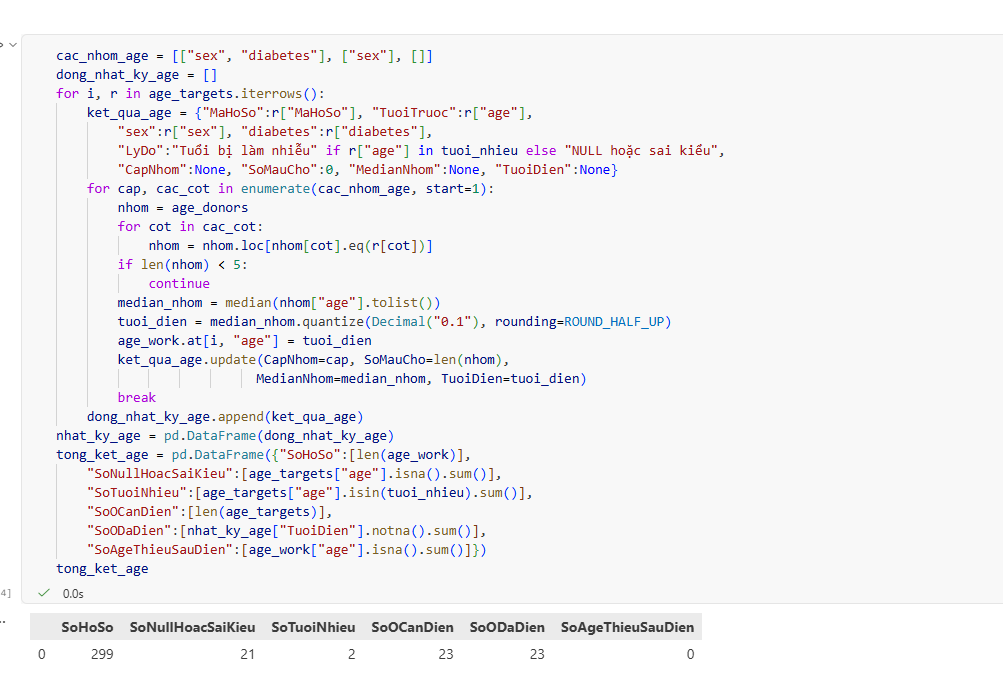 cac_nhom_age = [["sex", "diabetes"], ["sex"], []]
dong_nhat_ky_age = []
for i, r in age_targets.iterrows():
    ket_qua_age = {"MaHoSo":r["MaHoSo"], "TuoiTruoc":r["age"],
        "sex":r["sex"], "diabetes":r["diabetes"],
        "LyDo":"Tuổi bị làm nhiễu" if r["age"] in tuoi_nhieu else "NULL hoặc sai kiểu",
        "CapNhom":None, "SoMauCho":0, "MedianNhom":None, "TuoiDien":None}
    for cap, cac_cot in enumerate(cac_nhom_age, start=1):
        nhom = age_donors
        for cot in cac_cot:
            nhom = nhom.loc[nhom[cot].eq(r[cot])]
        if len(nhom) < 5:
            continue
        median_nhom = median(nhom["age"].tolist())
        tuoi_dien = median_nhom.quantize(Decimal("0.1"), rounding=ROUND_HALF_UP)
        age_work.at[i, "age"] = tuoi_dien
        ket_qua_age.update(CapNhom=cap, SoMauCho=len(nhom),
                          MedianNhom=median_nhom, TuoiDien=tuoi_dien)
        break
    dong_nhat_ky_age.append(ket_qua_age)
nhat_ky_age = pd.DataFrame(dong_nhat_ky_age)
tong_ket_age = pd.DataFrame({"SoHoSo":[len(age_work)],
    "SoNullHoacSaiKieu":[age_targets["age"].isna().sum()],
    "SoTuoiNhieu":[age_targets["age"].isin(tuoi_nhieu).sum()],
    "SoOCanDien":[len(age_targets)],
    "SoODaDien":[nhat_ky_age["TuoiDien"].notna().sum()],
    "SoAgeThieuSauDien":[age_work["age"].isna().sum()]})
tong_ket_age
4] 0.0s
SoHoSo SoNullHoacSaiKieu SoTuoiNhieu SoOCanDien SoODaDien SoAgeThieuSauDien
0 299 21 2 23 23 0